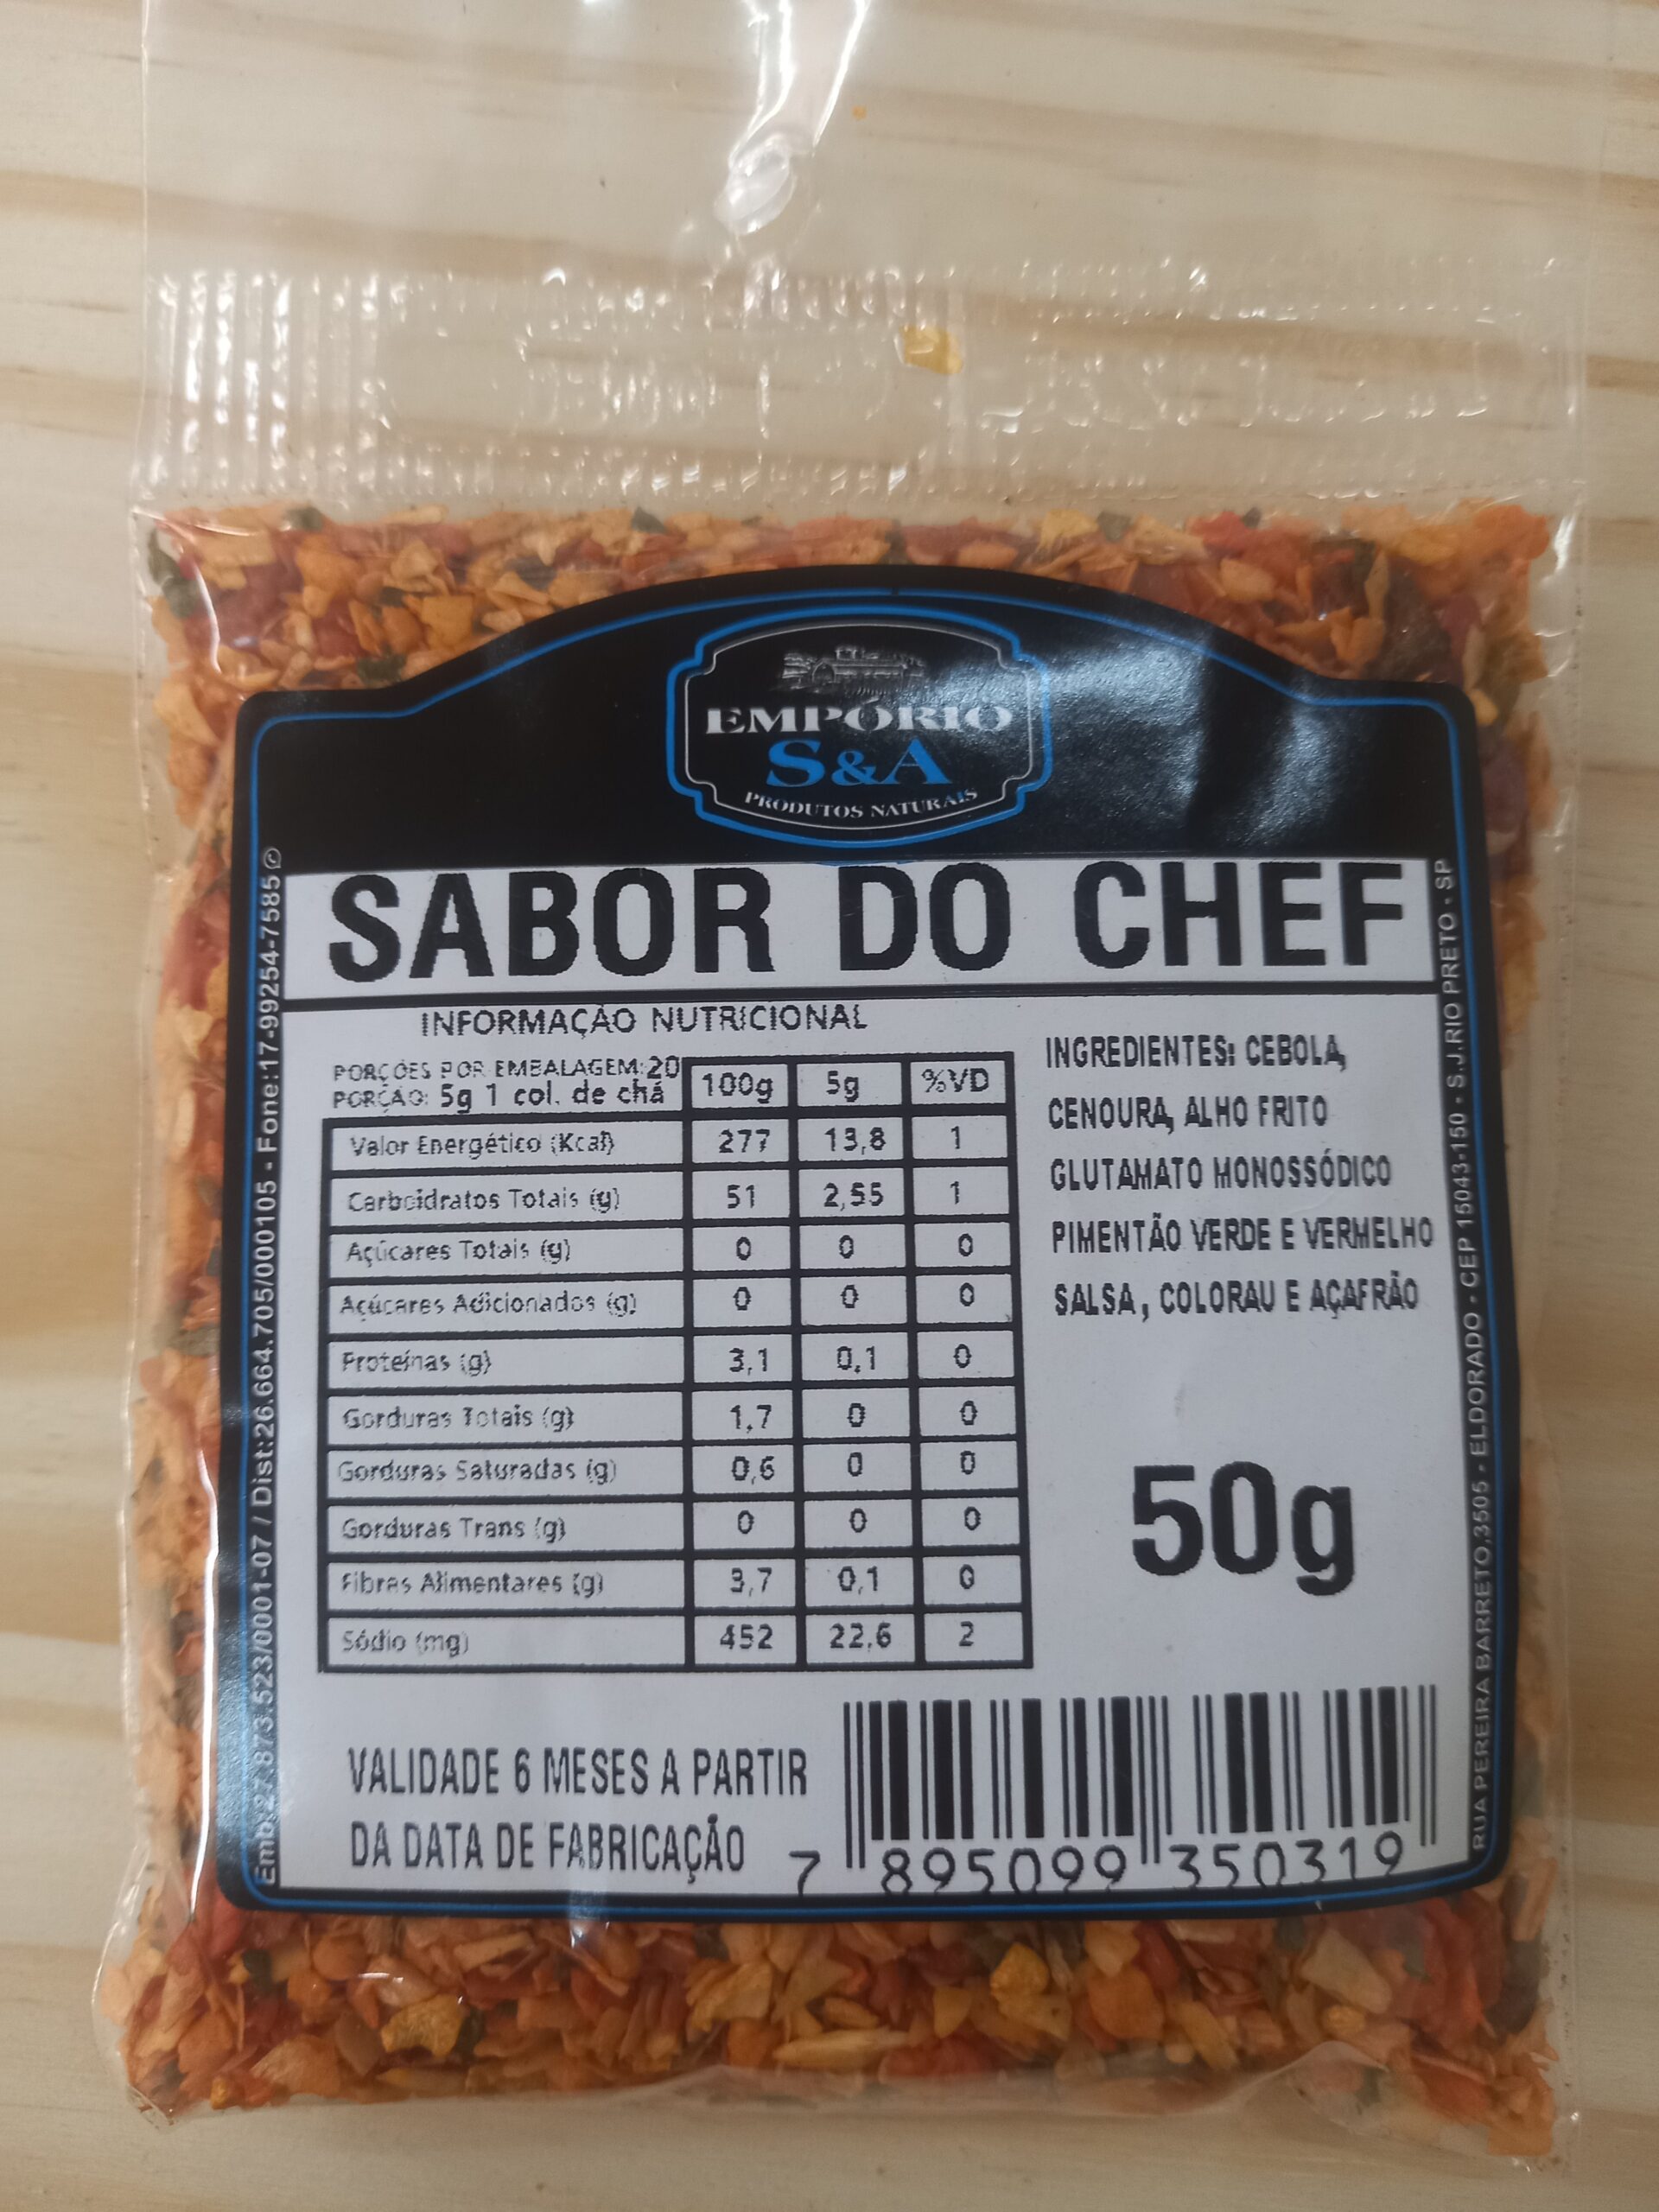 EMPÓRIO
S&A
PRODUTOS NATURAIS
SABOR DO CHEF
INFORMAÇÃO NUTRICIONAL
PORÇÕES POR EMBALAGEM:20
PORÇÃO: 5g 1 col. de chá
100g 5g %VD
Valor Energético (Kcal) 277 13,8 1
Carboidratos Totais (g) 51 2,55 1
Açúcares Totais (g) 0 0 0
Açúcares Adicionados (g) 0 0 0
Proteínas (g) 3,1 0,1 0
Gorduras Totais (g) 1,7 0 0
Gorduras Saturadas (g) 0,6 0 0
Gorduras Trans (g) 0 0 0
Fibras Alimentares (g) 3,7 0,1 0
Sódio (mg) 452 22,6 2
INGREDIENTES: CEBOLA,
CENOURA, ALHO FRITO
GLUTAMATO MONOSSÓDICO
PIMENTÃO VERDE E VERMELHO
SALSA, COLORAU E AÇAFRÃO
50g
VALIDADE 6 MESES A PARTIR
DA DATA DE FABRICAÇÃO
7 895099 350319
Emb:27.873.523/0001-07 / Dist:26.664.705/000105 - Fone:17-99254-7585 ©
RUA PEREIRA BARRETO,3505 - ELDORADO - CEP 15043-150 - S.J.RIO PRETO - SP